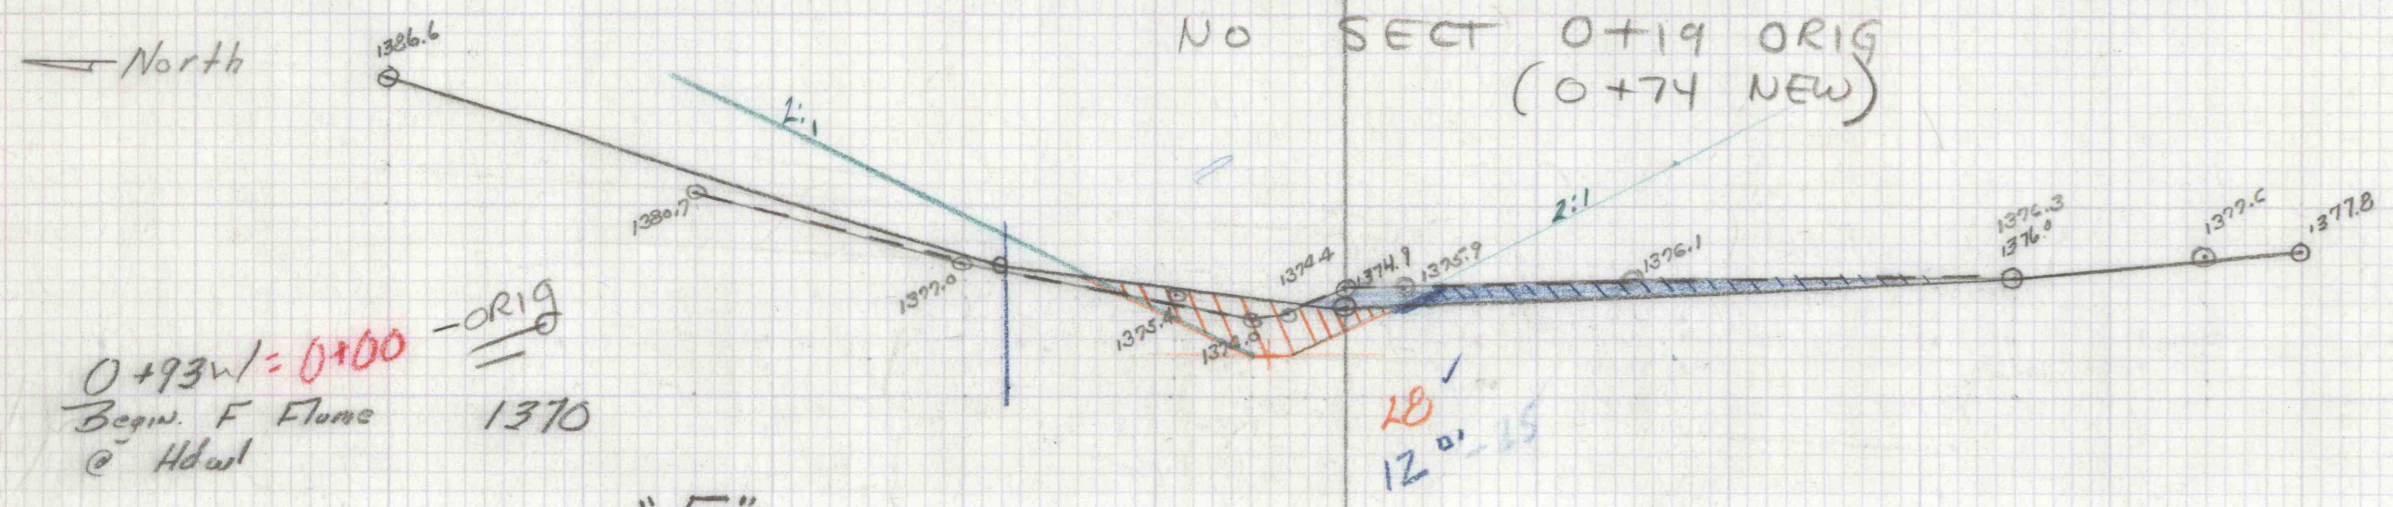 NO SECT 0+19 ORIG
(0+74 NEW)
North
1386.6
2:1
1380.7
1377.0
1375.4
1374.0
1374.4
1374.9
1375.9
2:1
1376.1
1376.3
1376.0
1377.6
1377.8
-ORIG
0+93w/ = 0+00
Begin. F Flume 1370
@ Hdwl
28 ✓
12